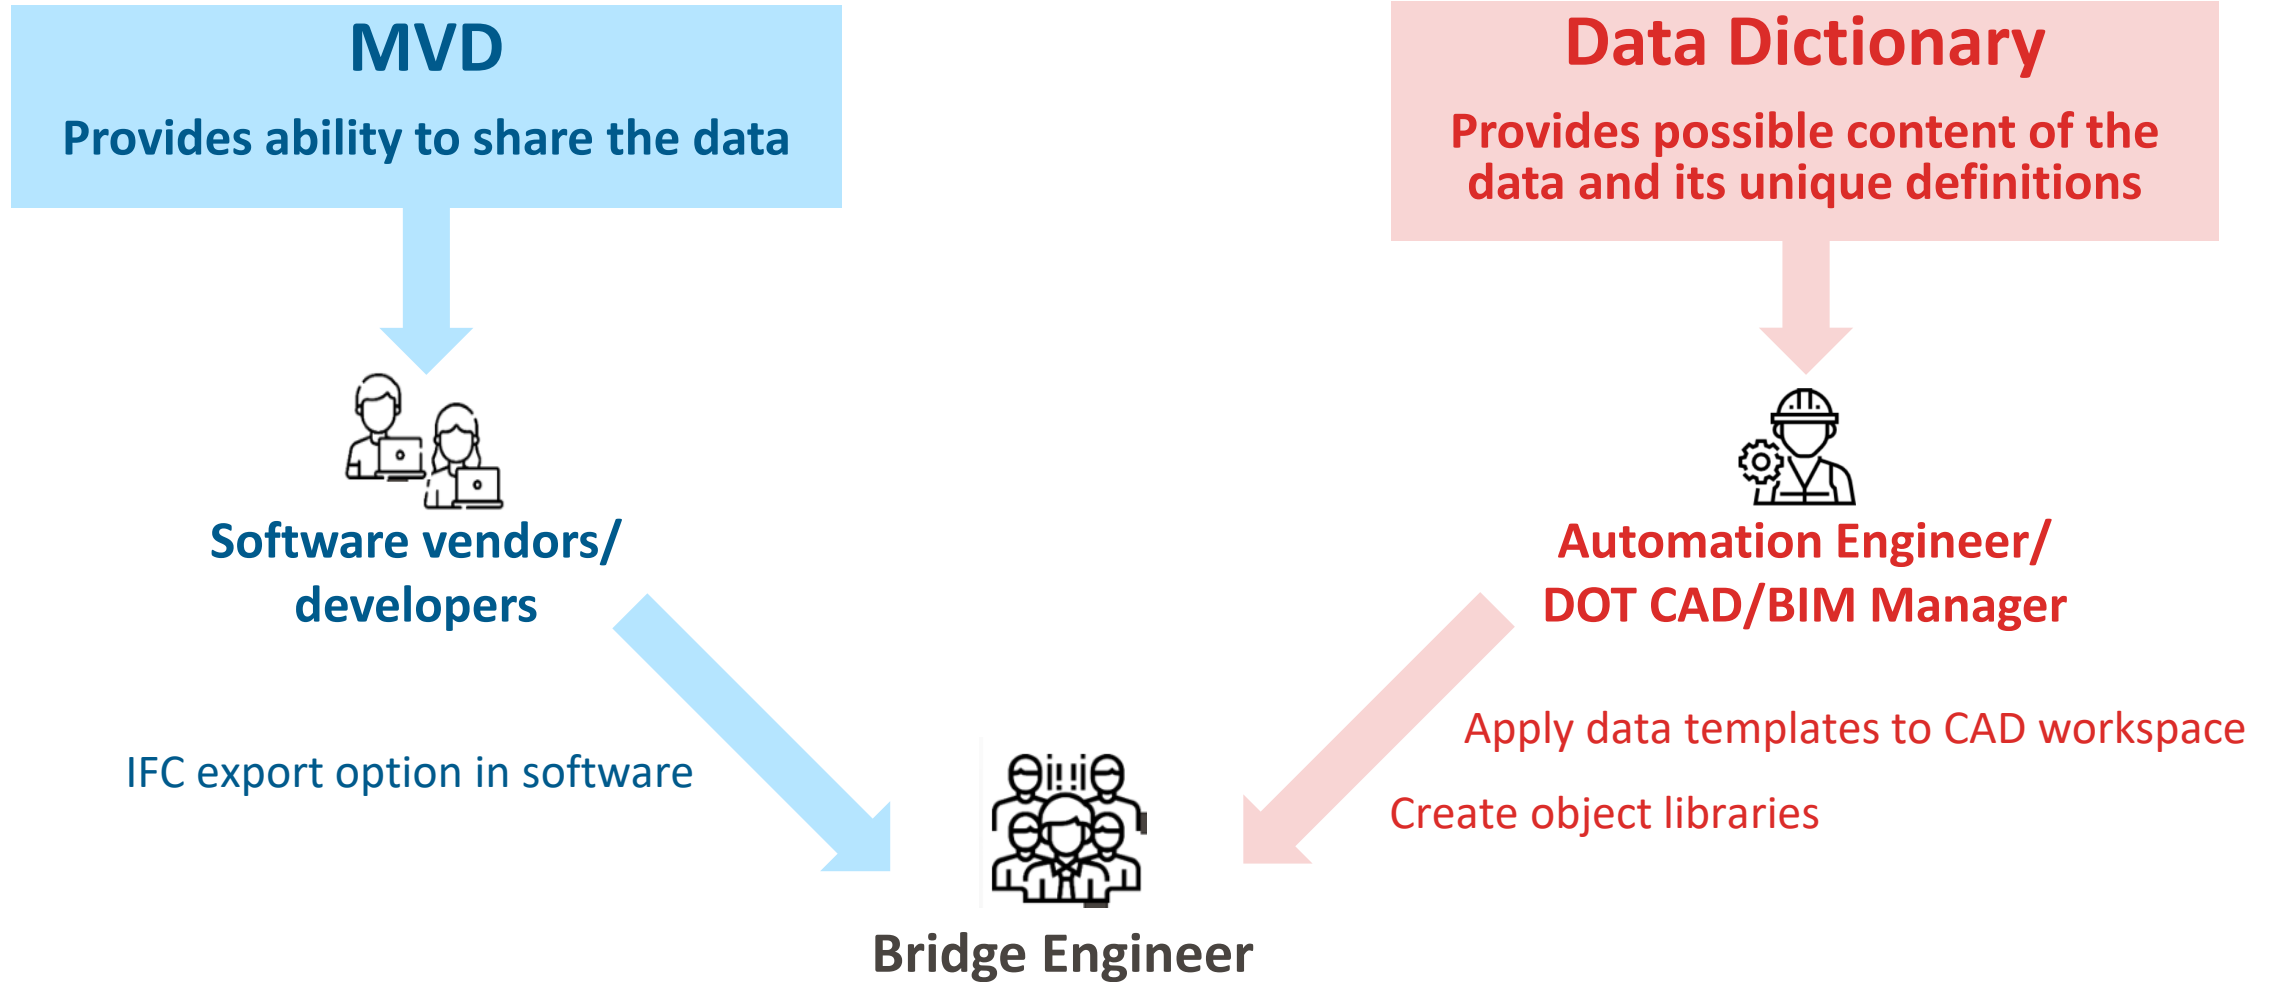 MVD
Provides ability to share the data
Data Dictionary
Provides possible content of the
data and its unique definitions
Software vendors/
developers
Automation Engineer/
DOT CAD/BIM Manager
IFC export option in software
Apply data templates to CAD workspace
Create object libraries
Bridge Engineer